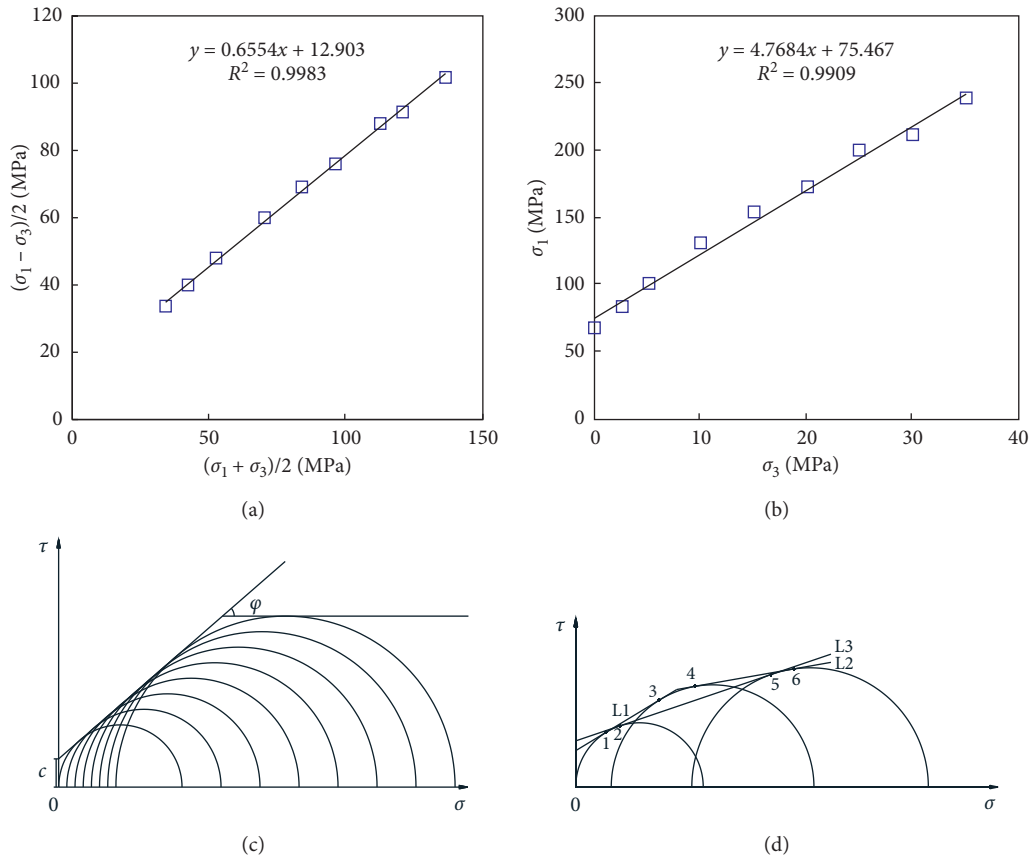 120
100
80
60
40
20
0
(σ₁ − σ₃)/2 (MPa)
y = 0.6554x + 12.903
R² = 0.9983
0
50
100
150
(σ₁ + σ₃)/2 (MPa)
(a)
300
250
200
150
100
50
0
σ₁ (MPa)
y = 4.7684x + 75.467
R² = 0.9909
0
10
20
30
40
σ₃ (MPa)
(b)
τ
φ
c
0
σ
(c)
τ
L3
L2
4
3
5
6
L1
2
1
0
σ
(d)